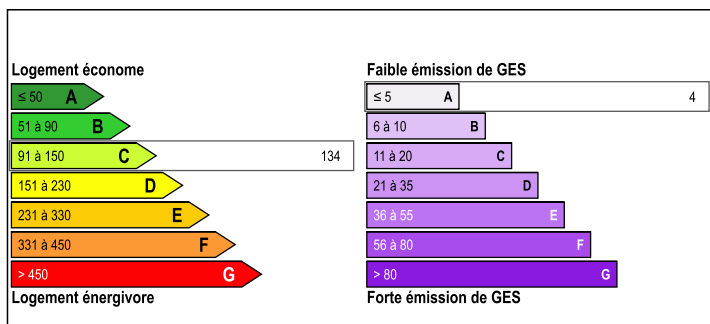 Logement économe
≤ 50 A
51 à 90 B
91 à 150 C 134
151 à 230 D
231 à 330 E
331 à 450 F
> 450 G
Logement énergivore
Faible émission de GES
≤ 5 A 4
6 à 10 B
11 à 20 C
21 à 35 D
36 à 55 E
56 à 80 F
> 80 G
Forte émission de GES